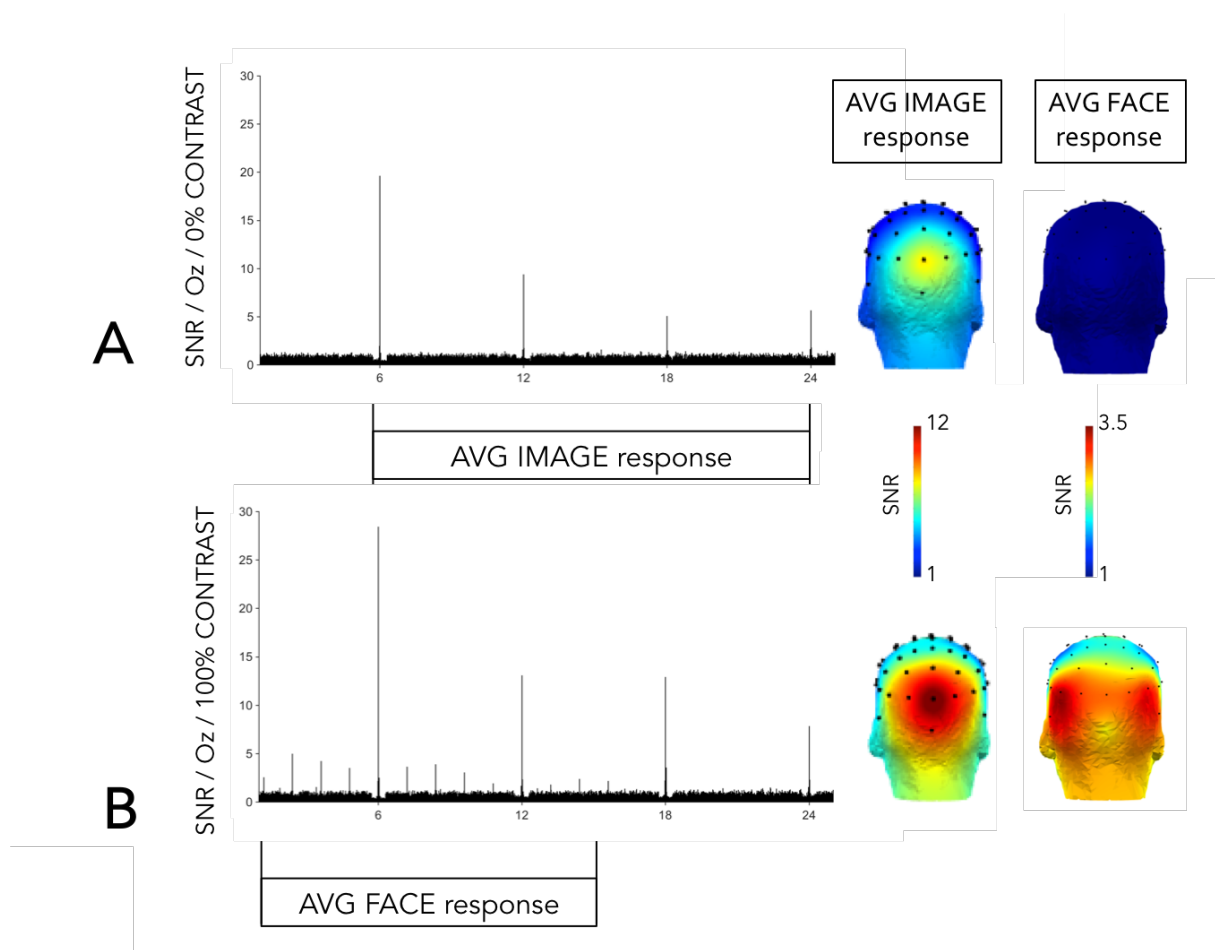 SNR / Oz / 0% CONTRAST
30
25
20
15
10
5
0
6
12
18
24
A
AVG IMAGE
response
AVG FACE
response
AVG IMAGE response
12
SNR
1
3.5
SNR
1
SNR / Oz / 100% CONTRAST
30
25
20
15
10
5
0
6
12
18
24
B
AVG FACE response